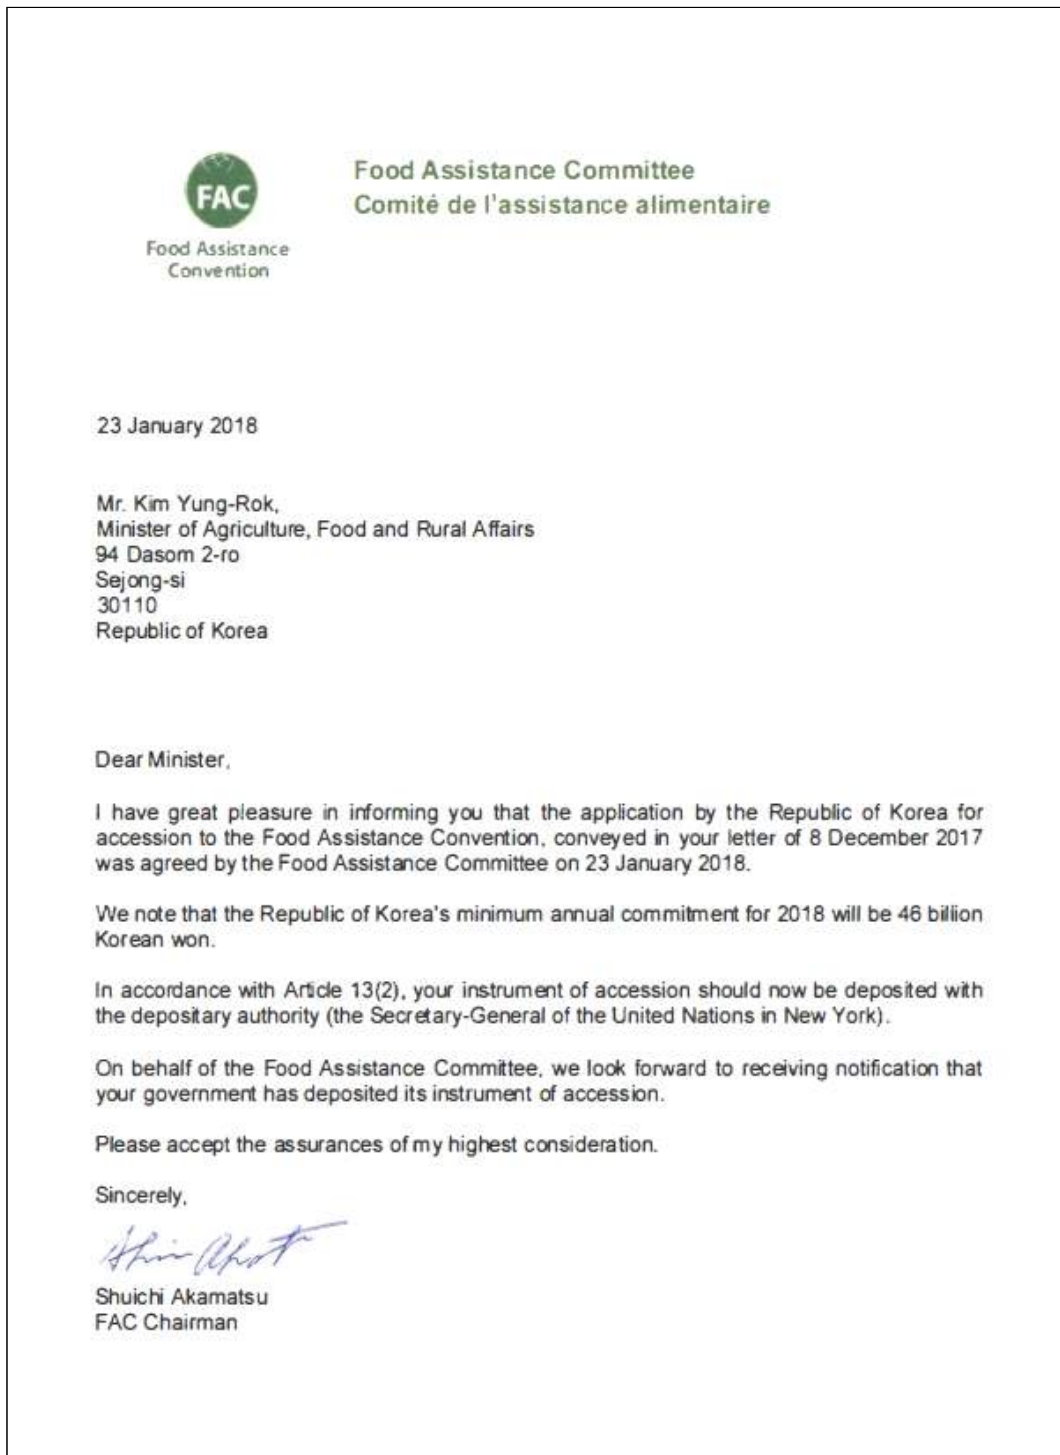 FAC
Food Assistance
Convention
Food Assistance Committee
Comité de l'assistance alimentaire
23 January 2018
Mr. Kim Yung-Rok,
Minister of Agriculture, Food and Rural Affairs
94 Dasom 2-ro
Sejong-si
30110
Republic of Korea
Dear Minister,
I have great pleasure in informing you that the application by the Republic of Korea for
accession to the Food Assistance Convention, conveyed in your letter of 8 December 2017
was agreed by the Food Assistance Committee on 23 January 2018.
We note that the Republic of Korea's minimum annual commitment for 2018 will be 46 billion
Korean won.
In accordance with Article 13(2), your instrument of accession should now be deposited with
the depositary authority (the Secretary-General of the United Nations in New York).
On behalf of the Food Assistance Committee, we look forward to receiving notification that
your government has deposited its instrument of accession.
Please accept the assurances of my highest consideration.
Sincerely,
Shuichi Akamatsu
FAC Chairman